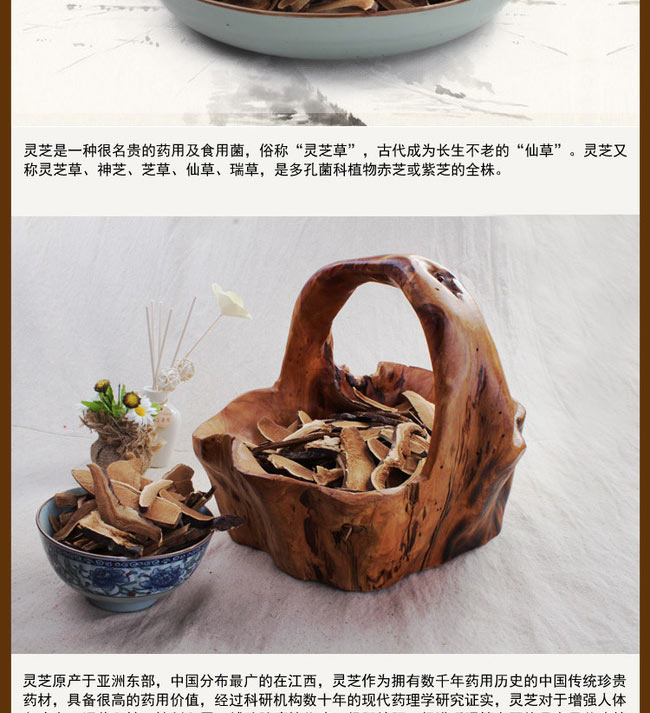 灵芝是一种很名贵的药用及食用菌，俗称“灵芝草”，古代成为长生不老的“仙草”。灵芝又
称灵芝草、神芝、芝草、仙草、瑞草，是多孔菌科植物赤芝或紫芝的全株。
灵芝原产于亚洲东部，中国分布最广的在江西，灵芝作为拥有数千年药用历史的中国传统珍贵
药材，具备很高的药用价值，经过科研机构数十年的现代药理学研究证实，灵芝对于增强人体